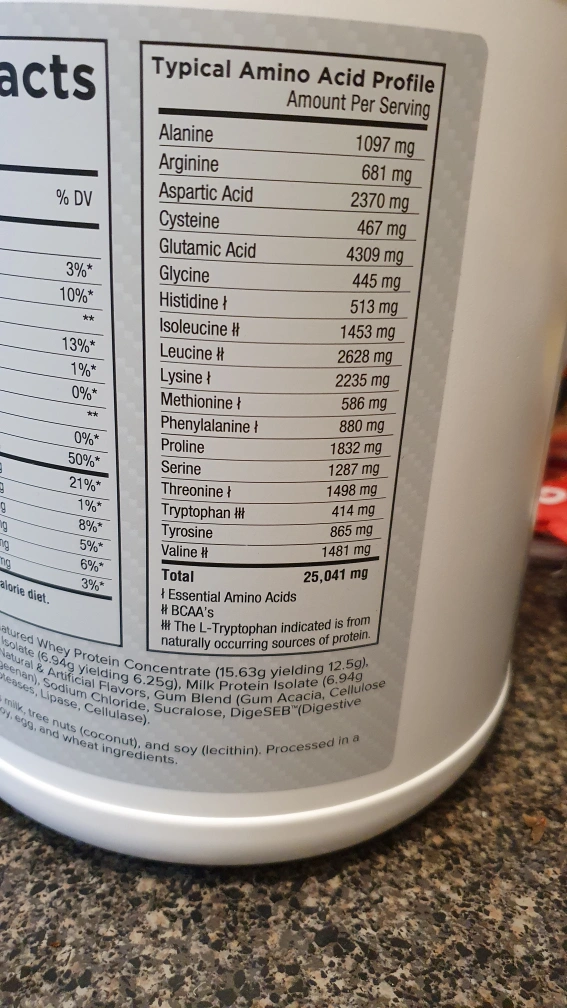 acts
% DV
3%*
10%*
**
13%*
1%*
0%*
**
0%*
50%*
21%*
1%*
8%*
5%*
6%*
3%*
alorie diet.
Typical Amino Acid Profile
Amount Per Serving
Alanine 1097 mg
Arginine 681 mg
Aspartic Acid 2370 mg
Cysteine 467 mg
Glutamic Acid 4309 mg
Glycine 445 mg
Histidine ƚ 513 mg
Isoleucine ƚƚ 1453 mg
Leucine ƚƚ 2628 mg
Lysine ƚ 2235 mg
Methionine ƚ 586 mg
Phenylalanine ƚ 880 mg
Proline 1832 mg
Serine 1287 mg
Threonine ƚ 1498 mg
Tryptophan ƚƚƚ 414 mg
Tyrosine 865 mg
Valine ƚƚ 1481 mg
Total 25,041 mg
ƚ Essential Amino Acids
ƚƚ BCAA's
ƚƚƚ The L-Tryptophan indicated is from
naturally occurring sources of protein.
atured Whey Protein Concentrate (15.63g yielding 12.5g),
Isolate (6.94g yielding 6.25g), Milk Protein Isolate (6.94g
Natural & Artificial Flavors, Gum Blend (Gum Acacia, Cellulose
geenan), Sodium Chloride, Sucralose, DigeSEB™(Digestive
teases, Lipase, Cellulase).
milk, tree nuts (coconut), and soy (lecithin). Processed in a
oy, egg, and wheat ingredients.